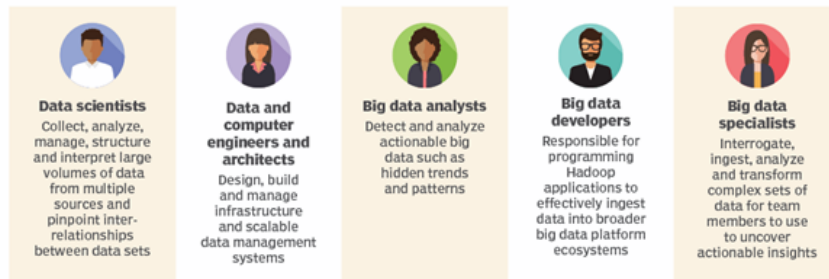 Data scientists
Collect, analyze,
manage, structure
and interpret large
volumes of data
from multiple
sources and
pinpoint inter-
relationships
between data sets
Data and
computer
engineers and
architects
Design, build
and manage
infrastructure
and scalable
data management
systems
Big data analysts
Detect and analyze
actionable big
data such as
hidden trends
and patterns
Big data
developers
Responsible for
programming
Hadoop
applications to
effectively ingest
data into broader
big data platform
ecosystems
Big data
specialists
Interrogate,
ingest, analyze
and transform
complex sets of
data for team
members to use
to uncover
actionable insights